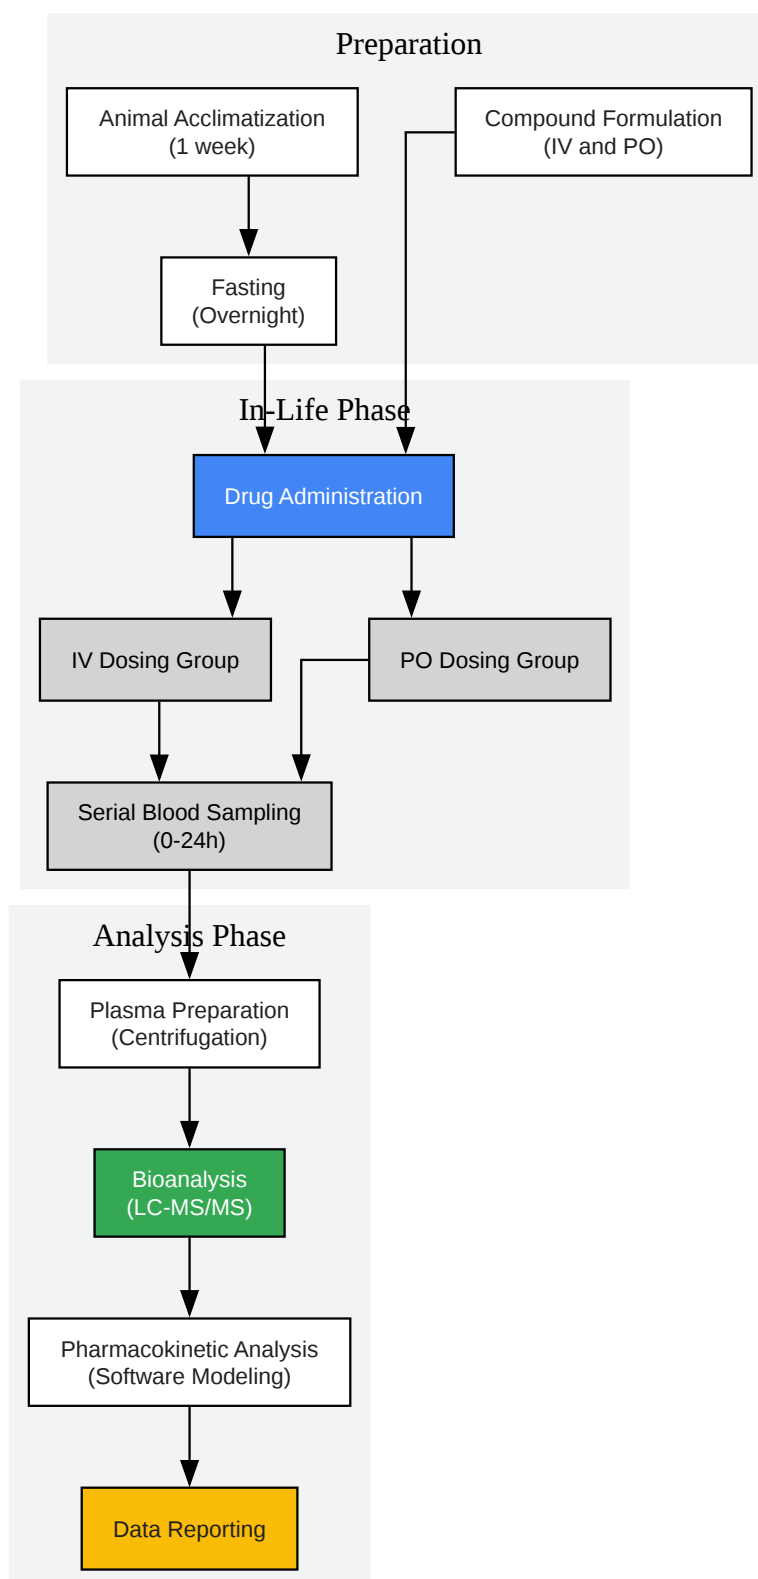 Preparation
Animal Acclimatization
(1 week)
Compound Formulation
(IV and PO)
Fasting
(Overnight)
In-Life Phase
Drug Administration
IV Dosing Group
PO Dosing Group
Serial Blood Sampling
(0-24h)
Analysis Phase
Plasma Preparation
(Centrifugation)
Bioanalysis
(LC-MS/MS)
Pharmacokinetic Analysis
(Software Modeling)
Data Reporting